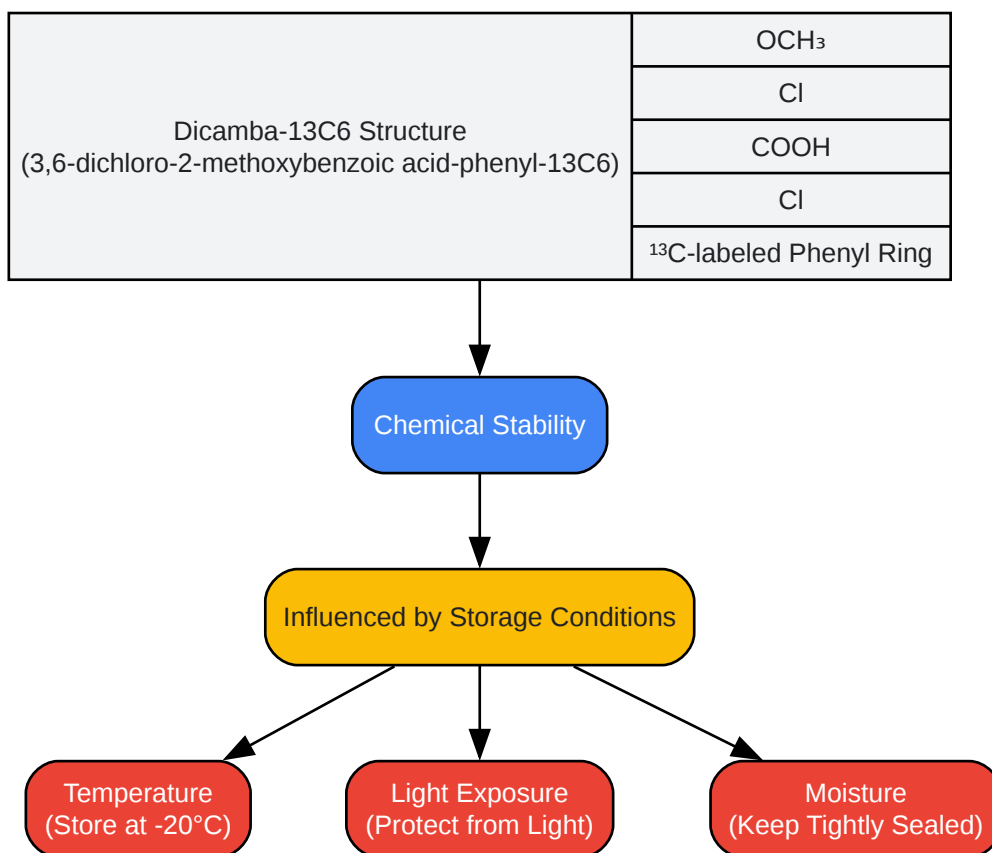 Dicamba-13C6 Structure
(3,6-dichloro-2-methoxybenzoic acid-phenyl-13C6)
OCH₃
Cl
COOH
Cl
¹³C-labeled Phenyl Ring
Chemical Stability
Influenced by Storage Conditions
Temperature
(Store at -20°C)
Light Exposure
(Protect from Light)
Moisture
(Keep Tightly Sealed)